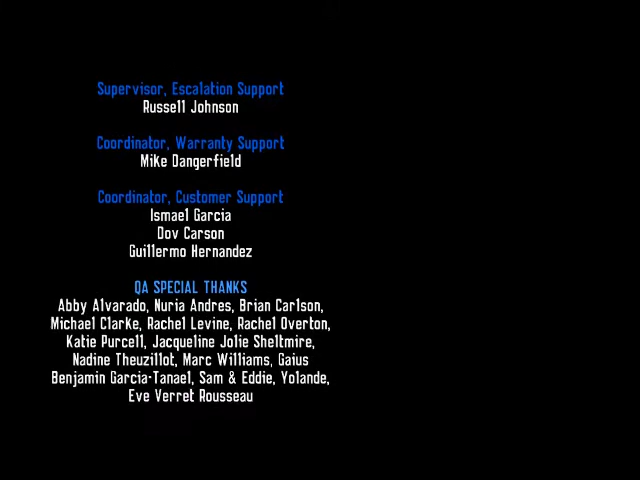 Supervisor, Escalation Support
Russell Johnson
Coordinator, Warranty Support
Mike Dangerfield
Coordinator, Customer Support
Ismael Garcia
Dov Carson
Guillermo Hernandez
QA SPECIAL THANKS
Abby Alvarado, Nuria Andres, Brian Carlson,
Michael Clarke, Rachel Levine, Rachel Overton,
Katie Purcell, Jacqueline Jolie Sheltmire,
Nadine Theuzillot, Marc Williams, Gaius
Benjamin Garcia-Tanael, Sam & Eddie, Yolande,
Eve Verret Rousseau